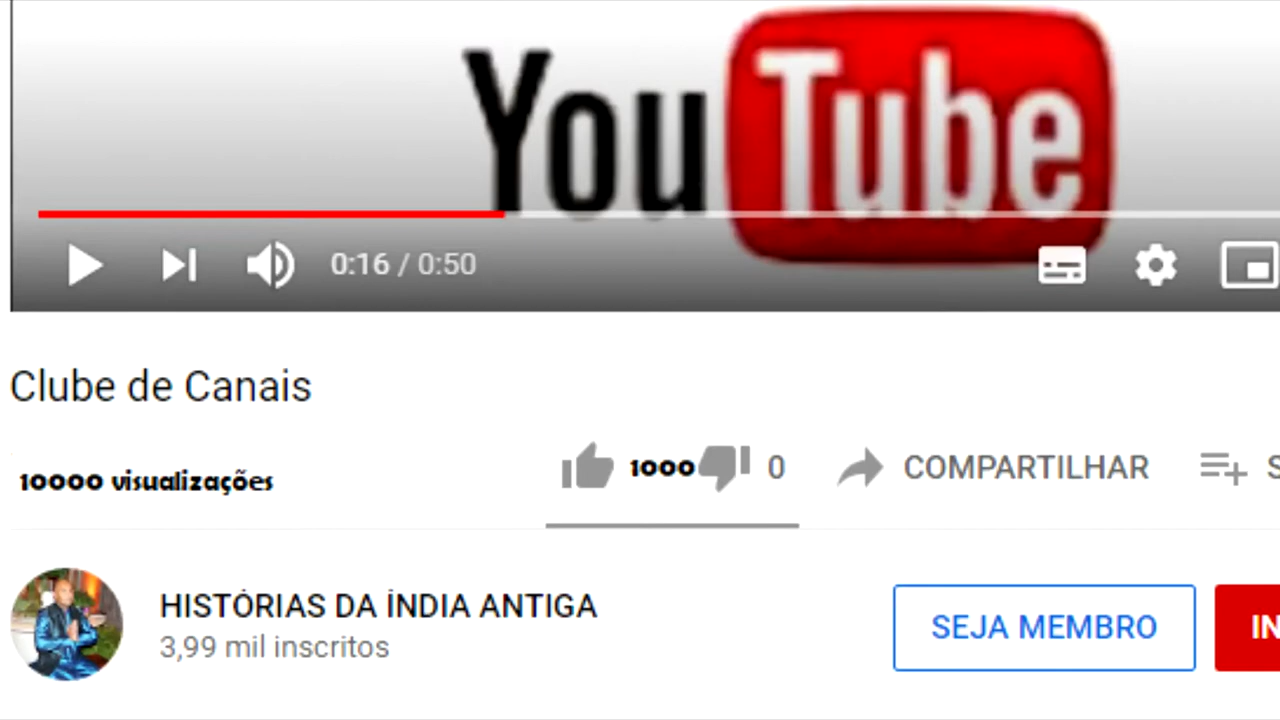 YouTube
0:16 / 0:50
Clube de Canais
10000 visualizações
1000 0 COMPARTILHAR S
HISTÓRIAS DA ÍNDIA ANTIGA
3,99 mil inscritos
SEJA MEMBRO IN